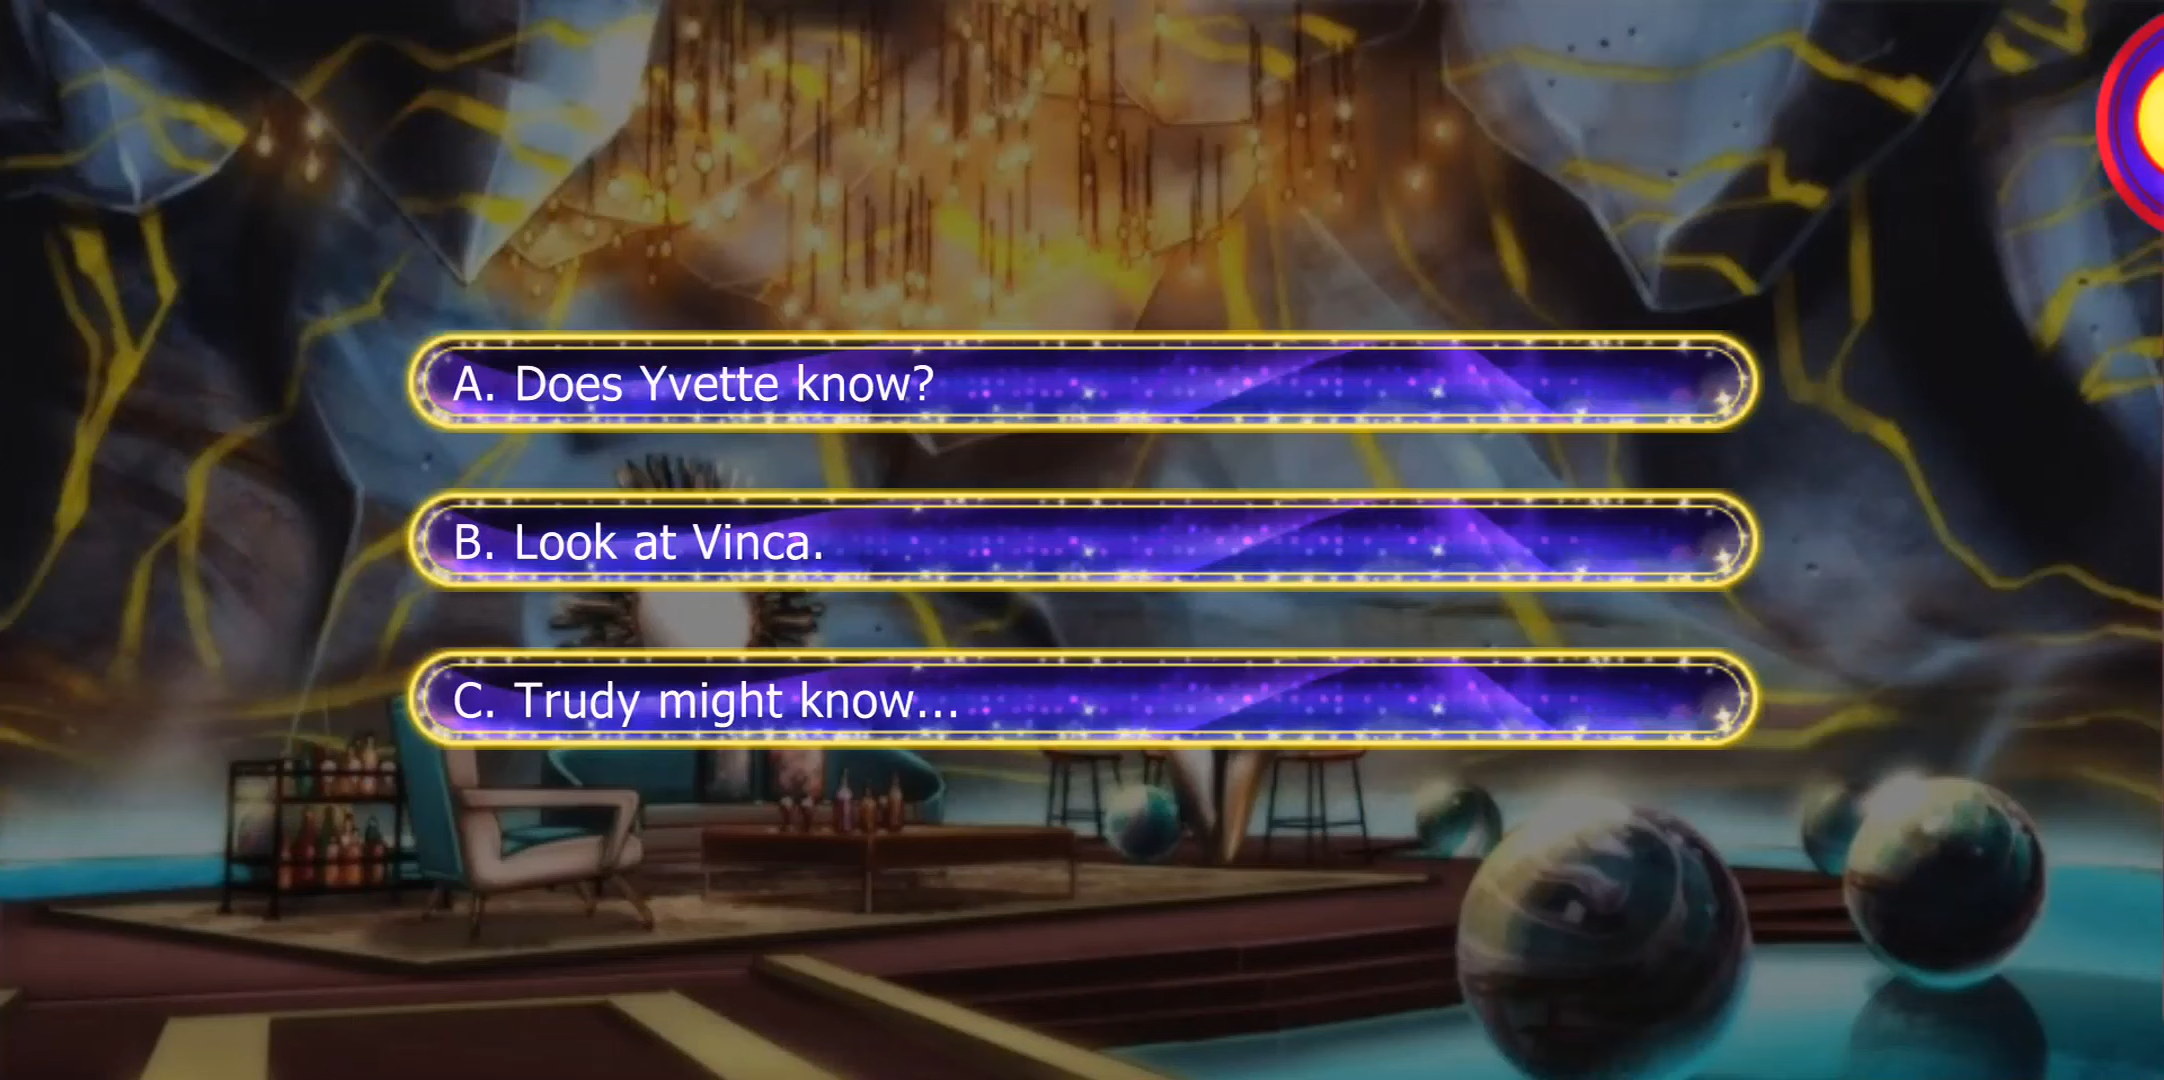 A. Does Yvette know?
B. Look at Vinca.
C. Trudy might know...